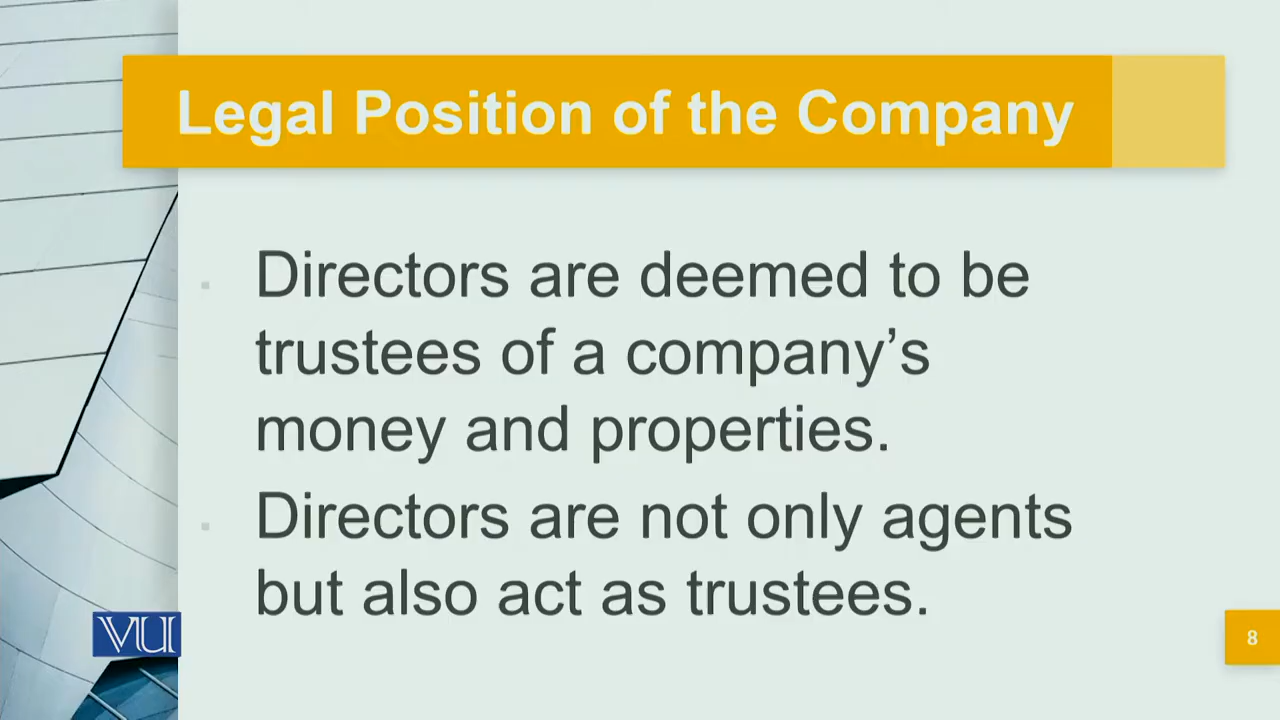 Legal Position of the Company
Directors are deemed to be
trustees of a company’s
money and properties.
Directors are not only agents
but also act as trustees.
VU
8